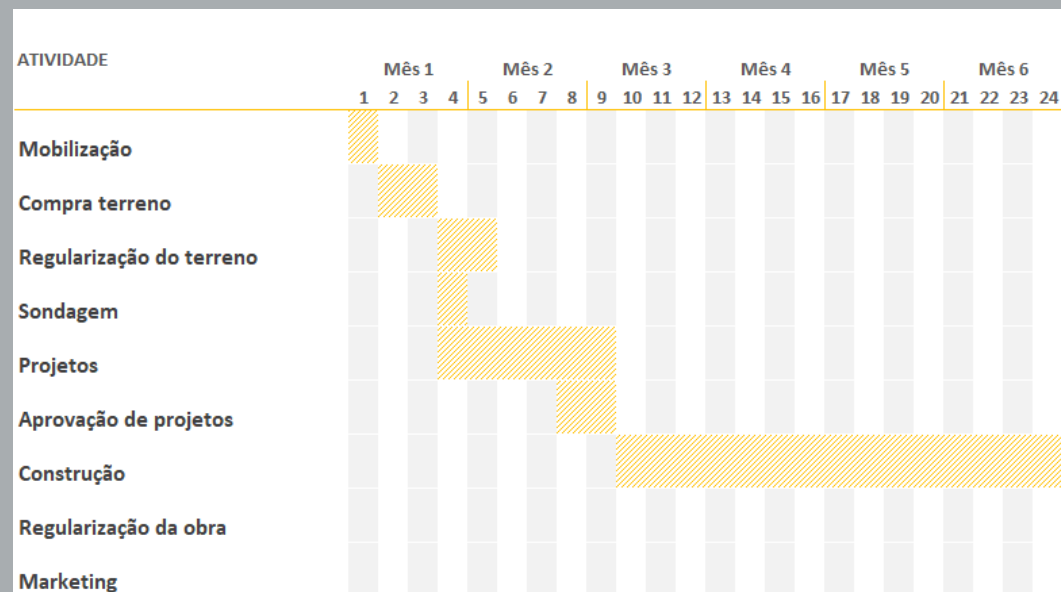 ATIVIDADE
Mês 1 Mês 2 Mês 3 Mês 4 Mês 5 Mês 6
1 2 3 4 5 6 7 8 9 10 11 12 13 14 15 16 17 18 19 20 21 22 23 24
Mobilização
Compra terreno
Regularização do terreno
Sondagem
Projetos
Aprovação de projetos
Construção
Regularização da obra
Marketing